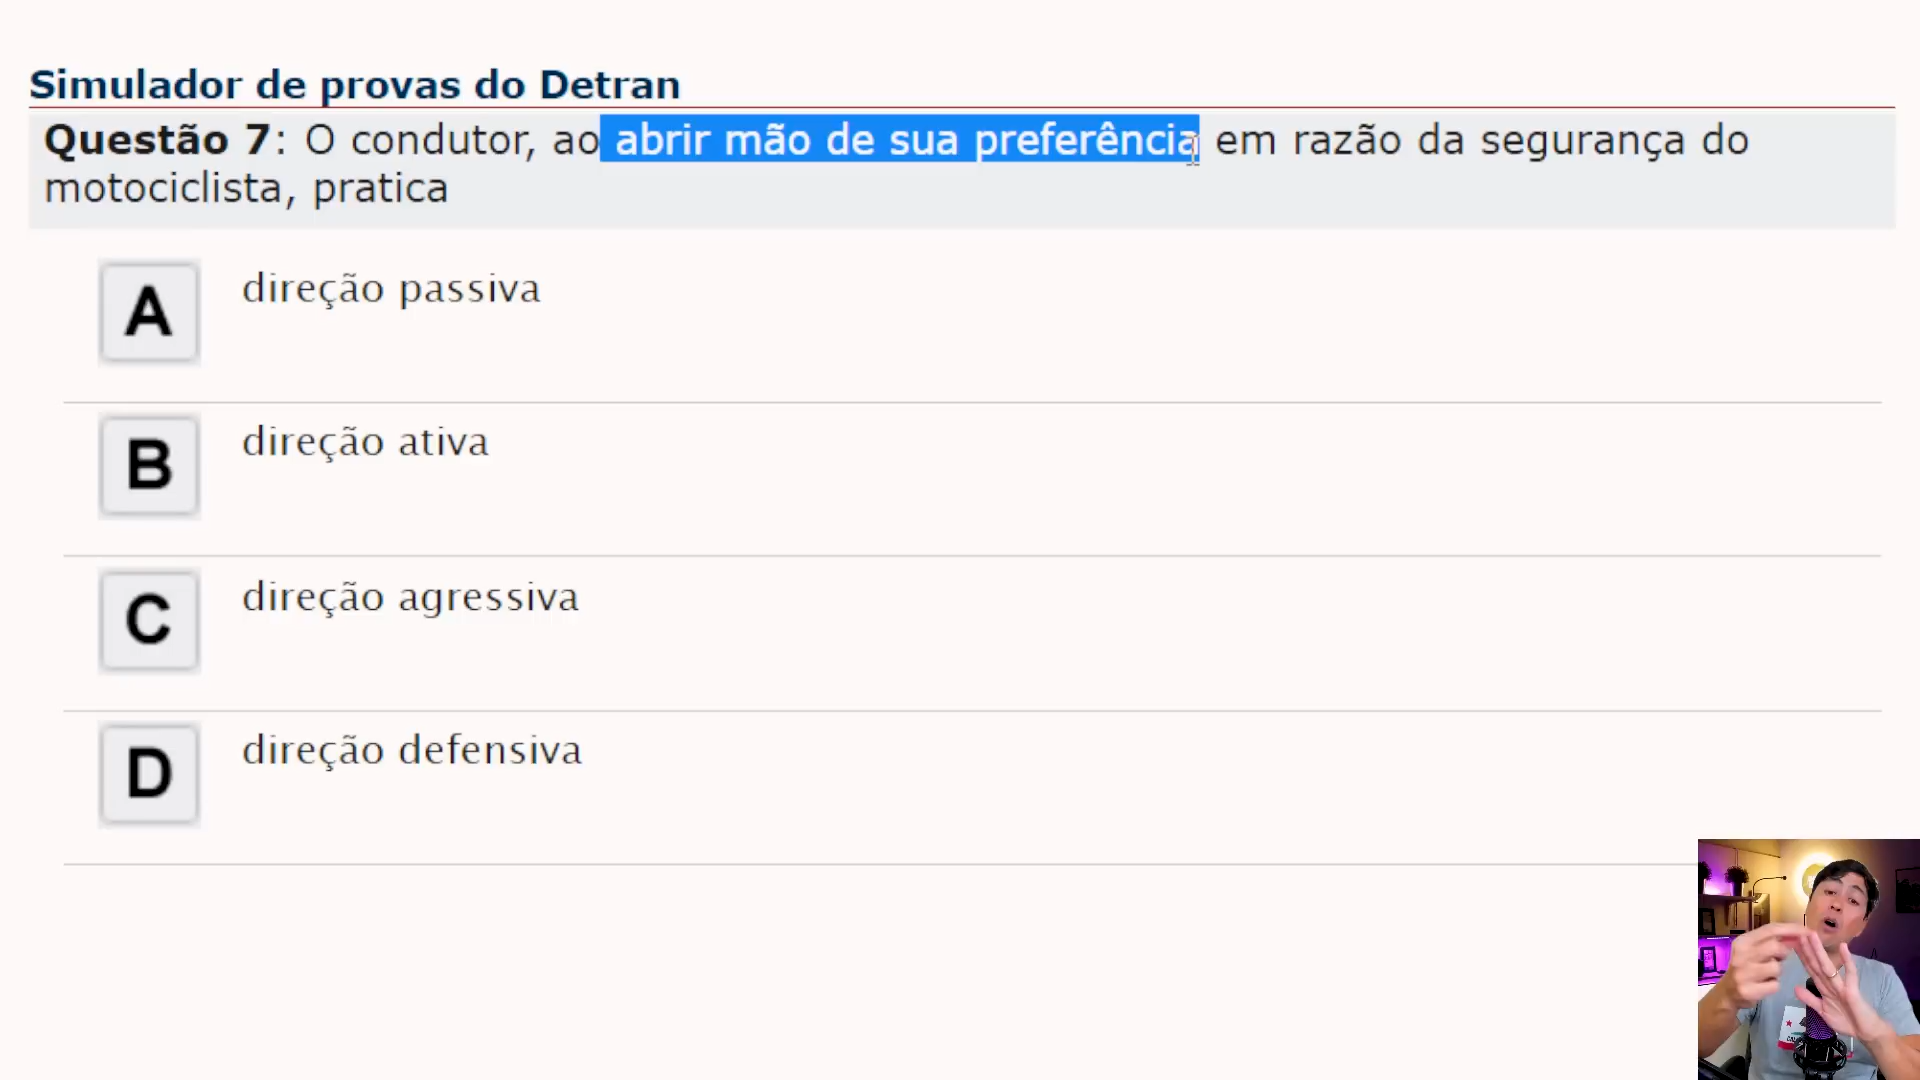 Simulador de provas do Detran
Questão 7: O condutor, ao abrir mão de sua preferência em razão da segurança do
motociclista, pratica
A direção passiva
B direção ativa
C direção agressiva
D direção defensiva